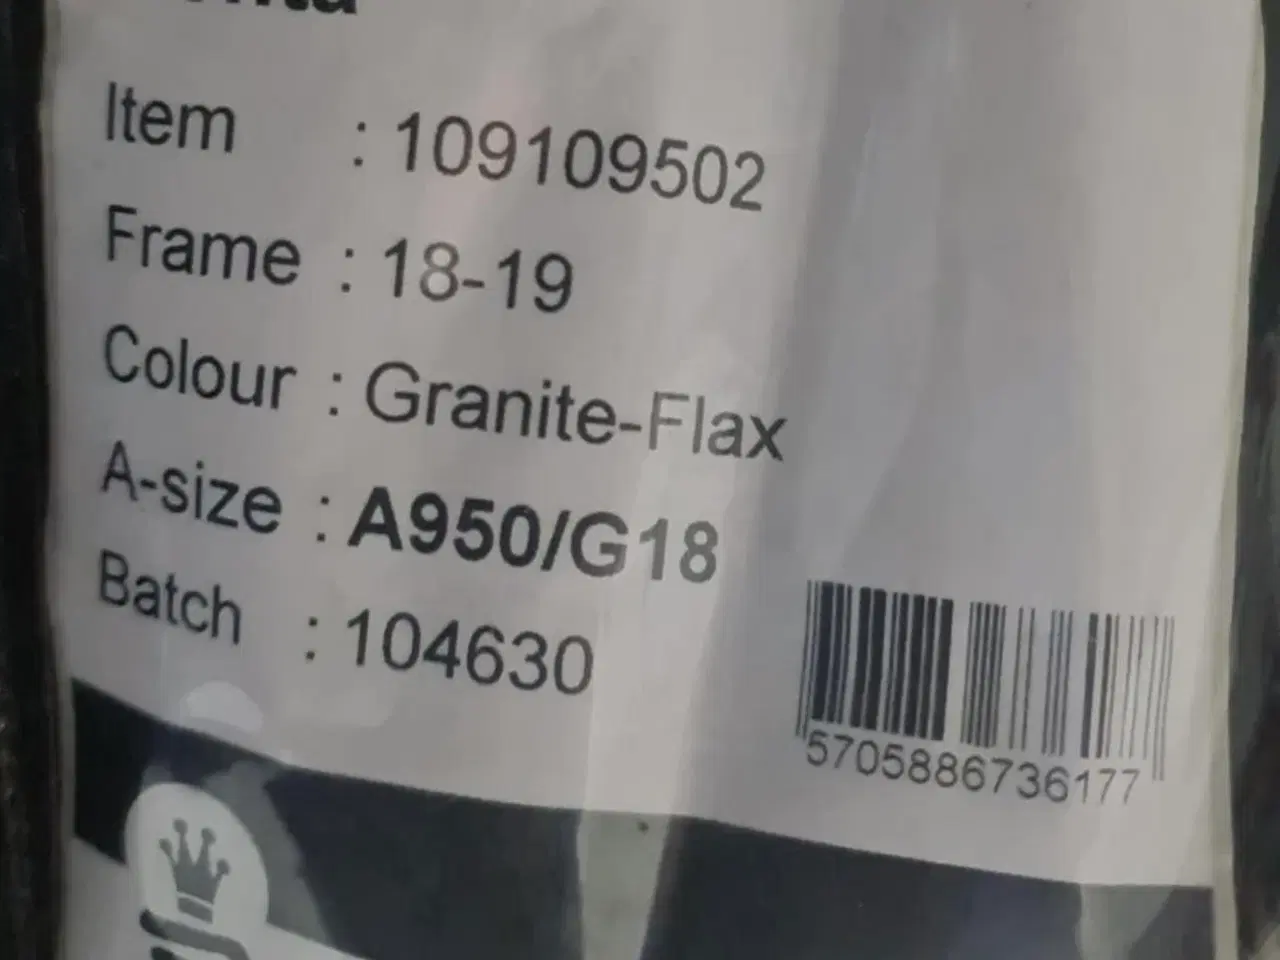 Item : 109109502
Frame : 18-19
Colour : Granite-Flax
A-size : A950/G18
Batch : 104630
5705886736177